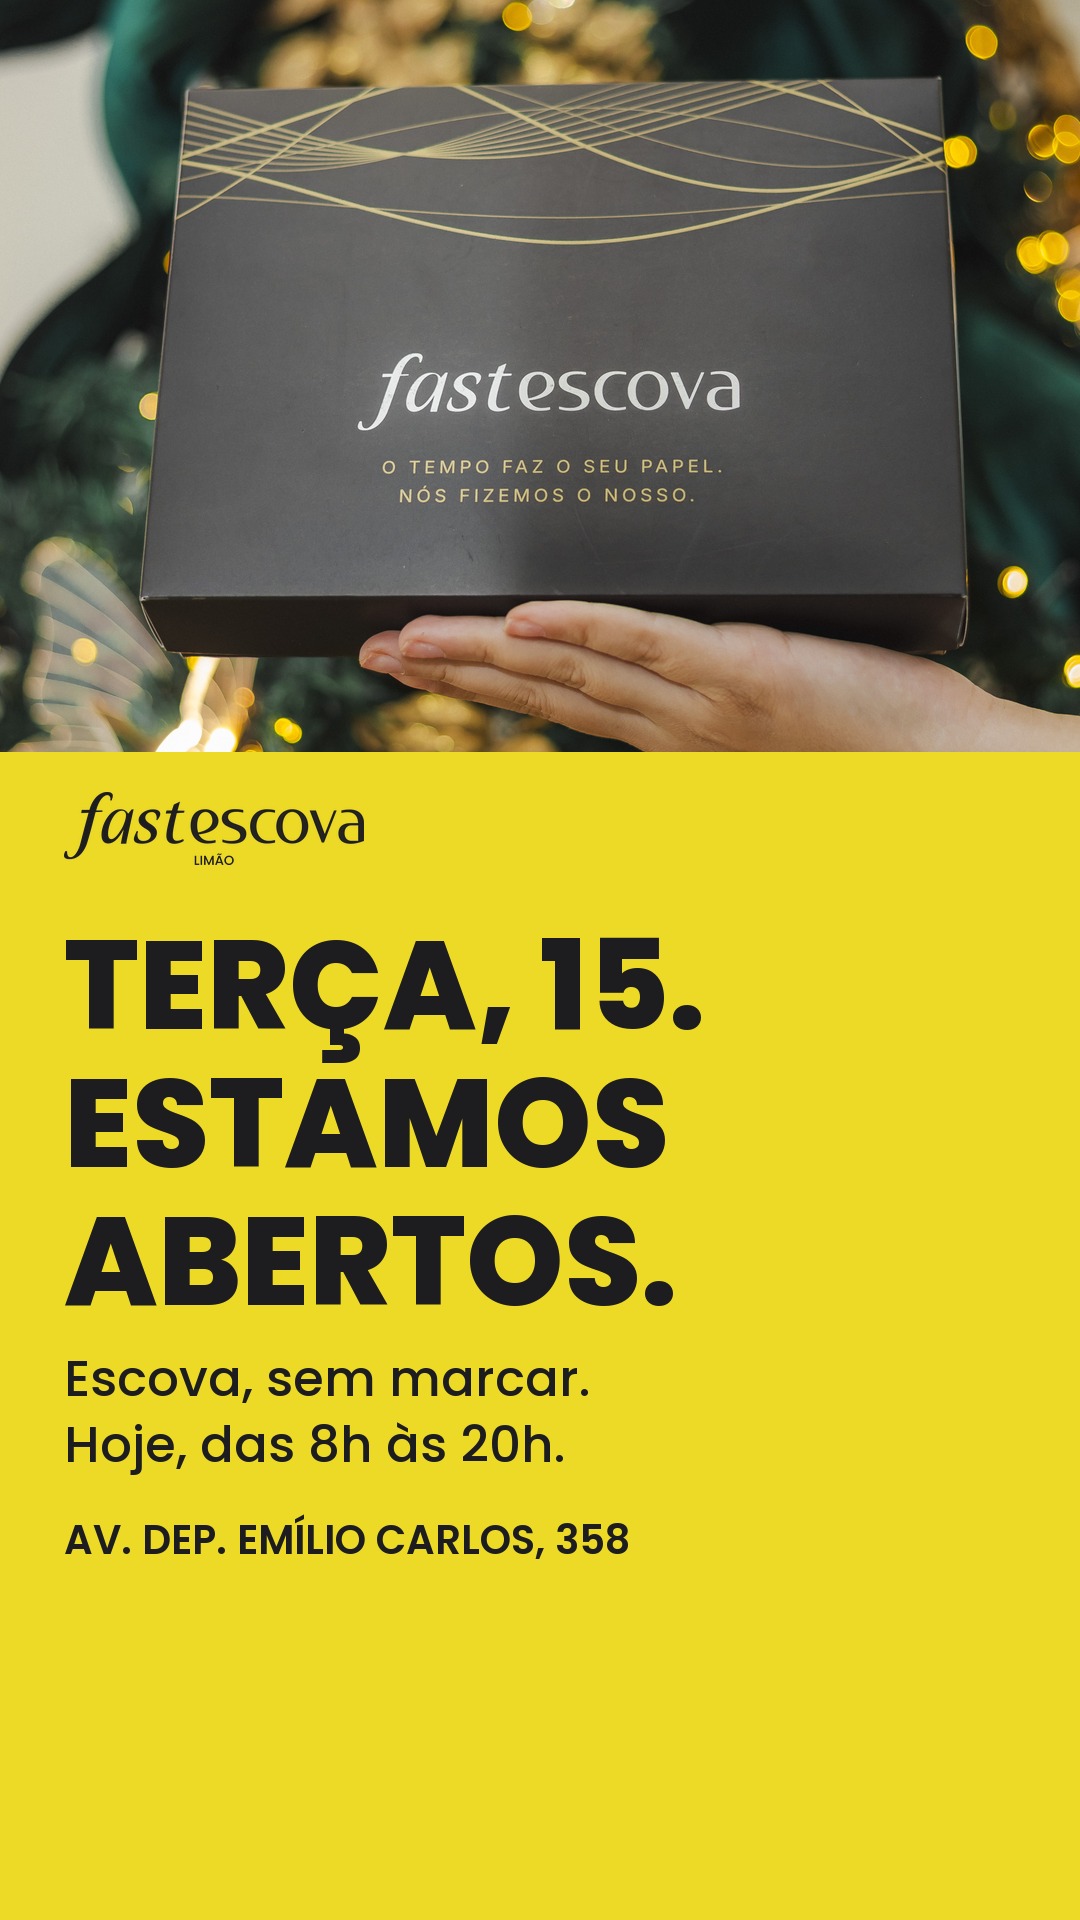 fastescova
O TEMPO FAZ O SEU PAPEL.
NÓS FIZEMOS O NOSSO.
fastescova
LIMÃO
TERÇA, 15.
ESTAMOS
ABERTOS.
Escova, sem marcar.
Hoje, das 8h às 20h.
AV. DEP. EMÍLIO CARLOS, 358